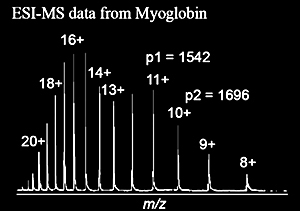 ESI-MS data from Myoglobin
16+
p1 = 1542
18+
14+
13+
11+
p2 = 1696
10+
20+
9+
8+
m/z